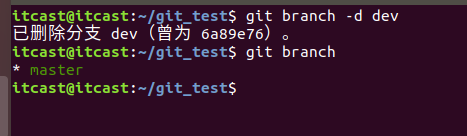 itcast@itcast:~/git_test$ git branch -d dev
已删除分支 dev（曾为 6a89e76）。
itcast@itcast:~/git_test$ git branch
* master
itcast@itcast:~/git_test$